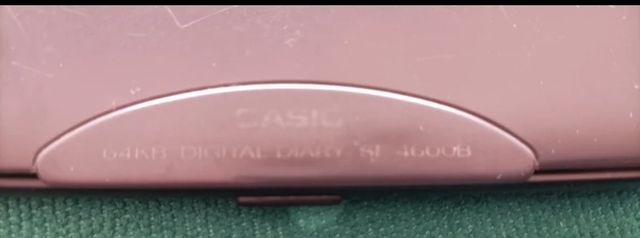 CASIO
64KB DIGITAL DIARY SF-4600B